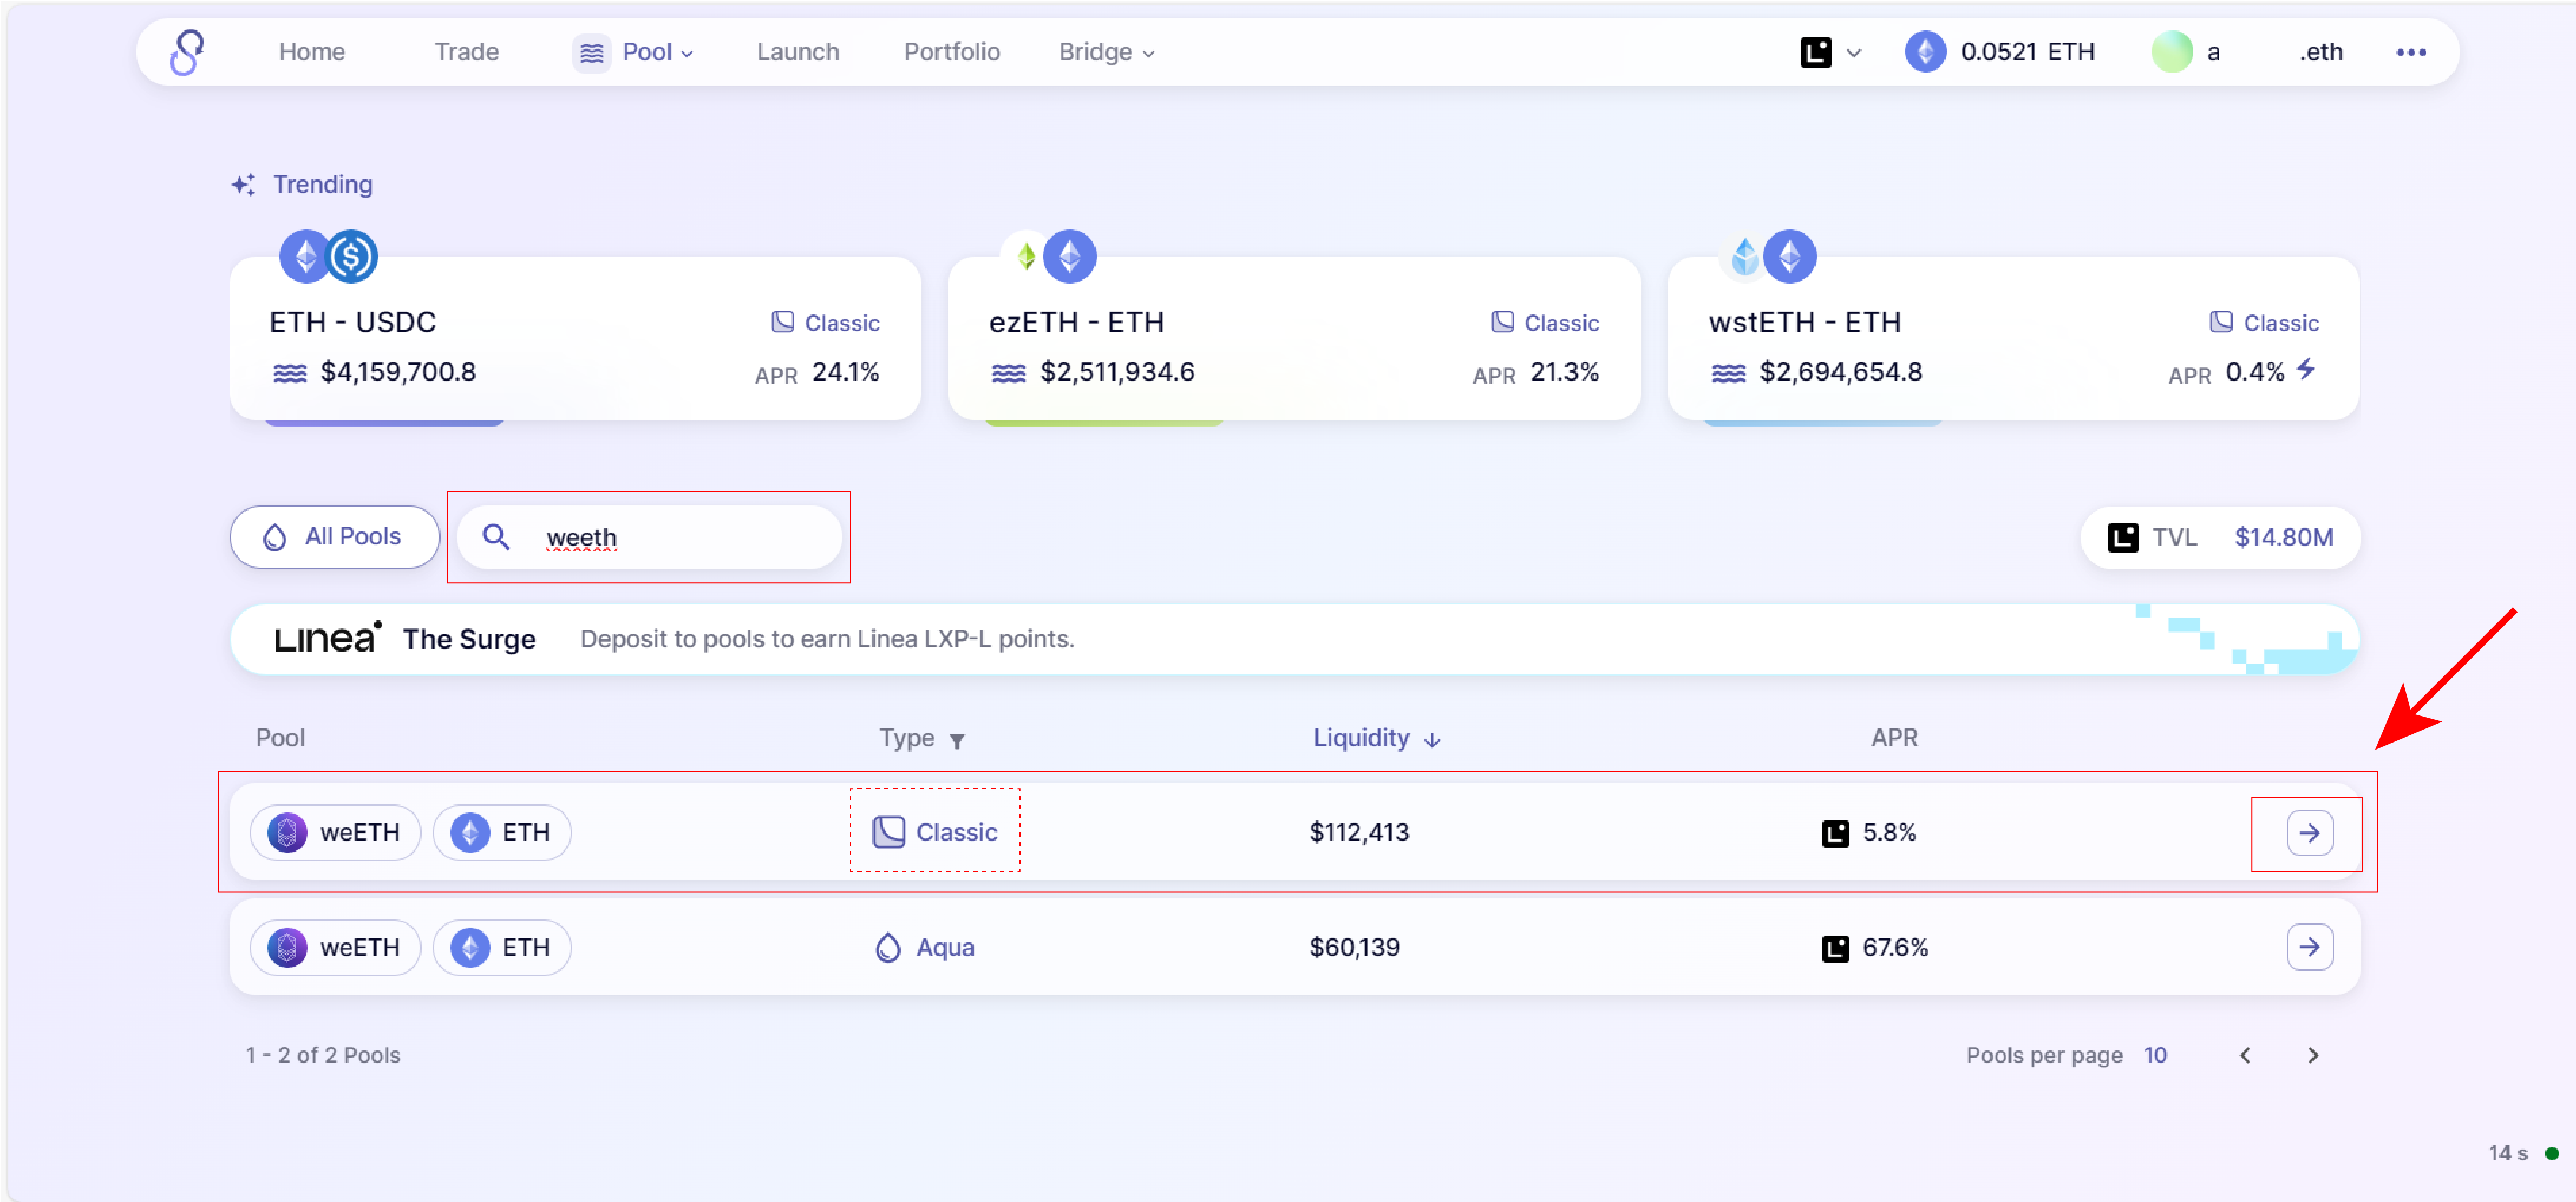 Home Trade Pool Launch Portfolio Bridge 0.0521 ETH a .eth
Trending
ETH - USDC Classic
$4,159,700.8 APR 24.1%
ezETH - ETH Classic
$2,511,934.6 APR 21.3%
wstETH - ETH Classic
$2,694,654.8 APR 0.4%
All Pools weeth TVL $14.80M
Linea The Surge Deposit to pools to earn Linea LXP-L points.
Pool Type Liquidity APR
weETH ETH Classic $112,413 5.8%
weETH ETH Aqua $60,139 67.6%
1 - 2 of 2 Pools Pools per page 10
14 s